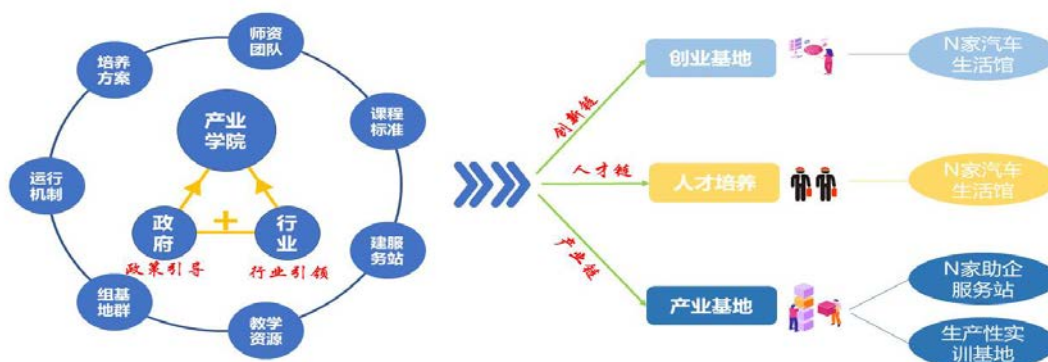 师资
团队
培养
方案
课程
标准
产业
学院
运行
机制
政
府
+
行
业
政策引导
行业引领
建服
务站
组基
地群
教学
资源
创新链
人才链
产业链
创业基地
N家汽车
生活馆
人才培养
N家汽车
生活馆
产业基地
N家助企
服务站
生产性实
训基地